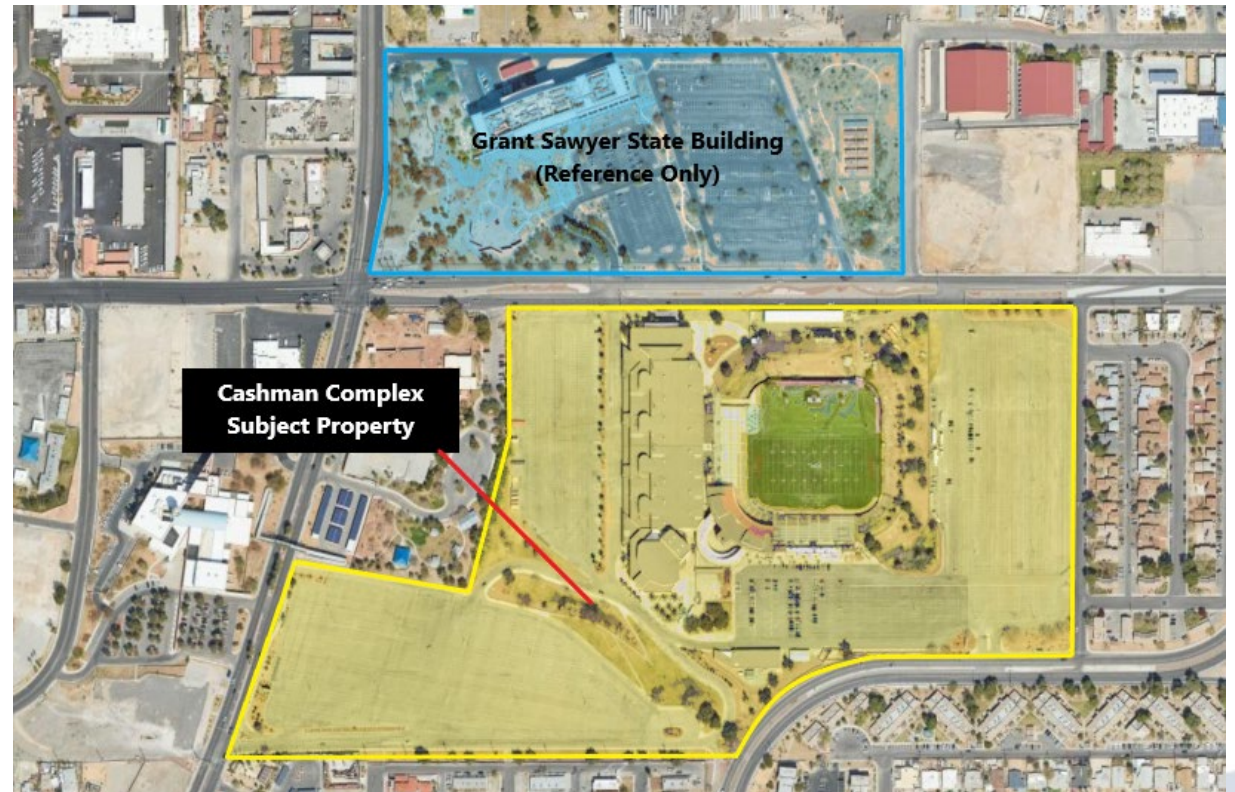 Grant Sawyer State Building
(Reference Only)
Cashman Complex
Subject Property